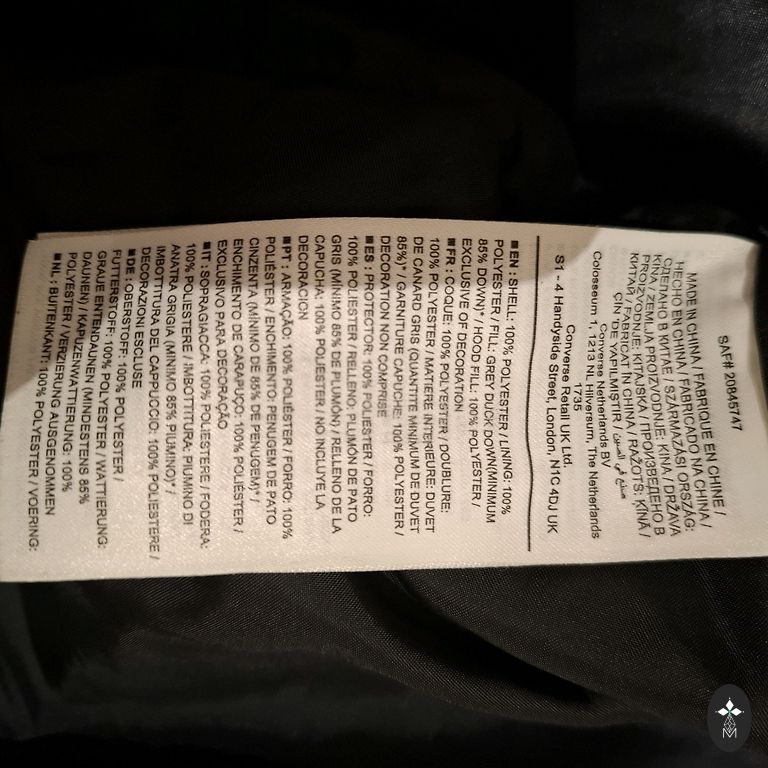 SAF# 20845747
MADE IN CHINA / FABRIQUE EN CHINE /
HECHO EN CHINA / FABRICADO NA CHINA /
СДЕЛАНО В КИТАЕ / SZÁRMAZÁSI ORSZÁG:
KÍNA / ZEMLJA PROIZVODNJE: KINA / DRŽAVA
PROIZVODNJE: KITAJSKA / ПРОИЗВЕДЕНО В
КИТАЙ / FABRICAT ÎN CHINA / RAŽOTS: ĶĪNĀ /
ÇİN 'DE YAPILMIŞTIR / صنع في الصين
Converse Netherlands BV
Colosseum 1, 1213 NL Hilversum, The Netherlands
1735
Converse Retail UK Ltd.
S1 - 4 Handyside Street, London, N1C 4DJ UK
■EN : SHELL: 100% POLYESTER / LINING: 100%
POLYESTER / FILL: GREY DUCK DOWN(MINIMUM
85% DOWN)* / HOOD FILL: 100% POLYESTER /
EXCLUSIVE OF DECORATION
■FR : COQUE: 100% POLYESTER / DOUBLURE:
100% POLYESTER / MATIERE INTERIEURE: DUVET
DE CANARD GRIS (QUANTITE MINIMUM DE DUVET
85%)* / GARNITURE CAPUCHE: 100% POLYESTER /
DECORATION NON COMPRISE
■ES : PROTECTOR: 100% POLIESTER / FORRO:
100% POLIESTER / RELLENO: PLUMÓN DE PATO
GRIS (MÍNIMO 85% DE PLUMÓN) / RELLENO DE LA
CAPUCHA: 100% POLIESTER / NO INCLUYE LA
DECORACION
■PT : ARMAÇÃO: 100% POLIÉSTER / FORRO: 100%
POLIÉSTER / ENCHIMENTO: PENUGEM DE PATO
CINZENTA (MÍNIMO DE 85% DE PENUGEM)* /
ENCHIMENTO DE CARAPUÇO: 100% POLIÉSTER /
EXCLUSIVO PARA DECORAÇÃO
■IT : SOPRAGIACCA: 100% POLIESTERE / FODERA:
100% POLIESTERE / IMBOTTITURA: PIUMINO DI
ANATRA GRIGIA (MINIMO 85% PIUMINO)* /
IMBOTTITURA DEL CAPPUCCIO: 100% POLIESTERE /
DECORAZIONI ESCLUSE
■DE : OBERSTOFF: 100% POLYESTER /
FUTTERSTOFF: 100% POLYESTER / WATTIERUNG:
GRAUE ENTENDAUNEN (MINDESTENS 85%
DAUNEN) / KAPUZENWATTIERUNG: 100%
POLYESTER / VERZIERUNG AUSGENOMMEN
■NL : BUITENKANT: 100% POLYESTER / VOERING:
M